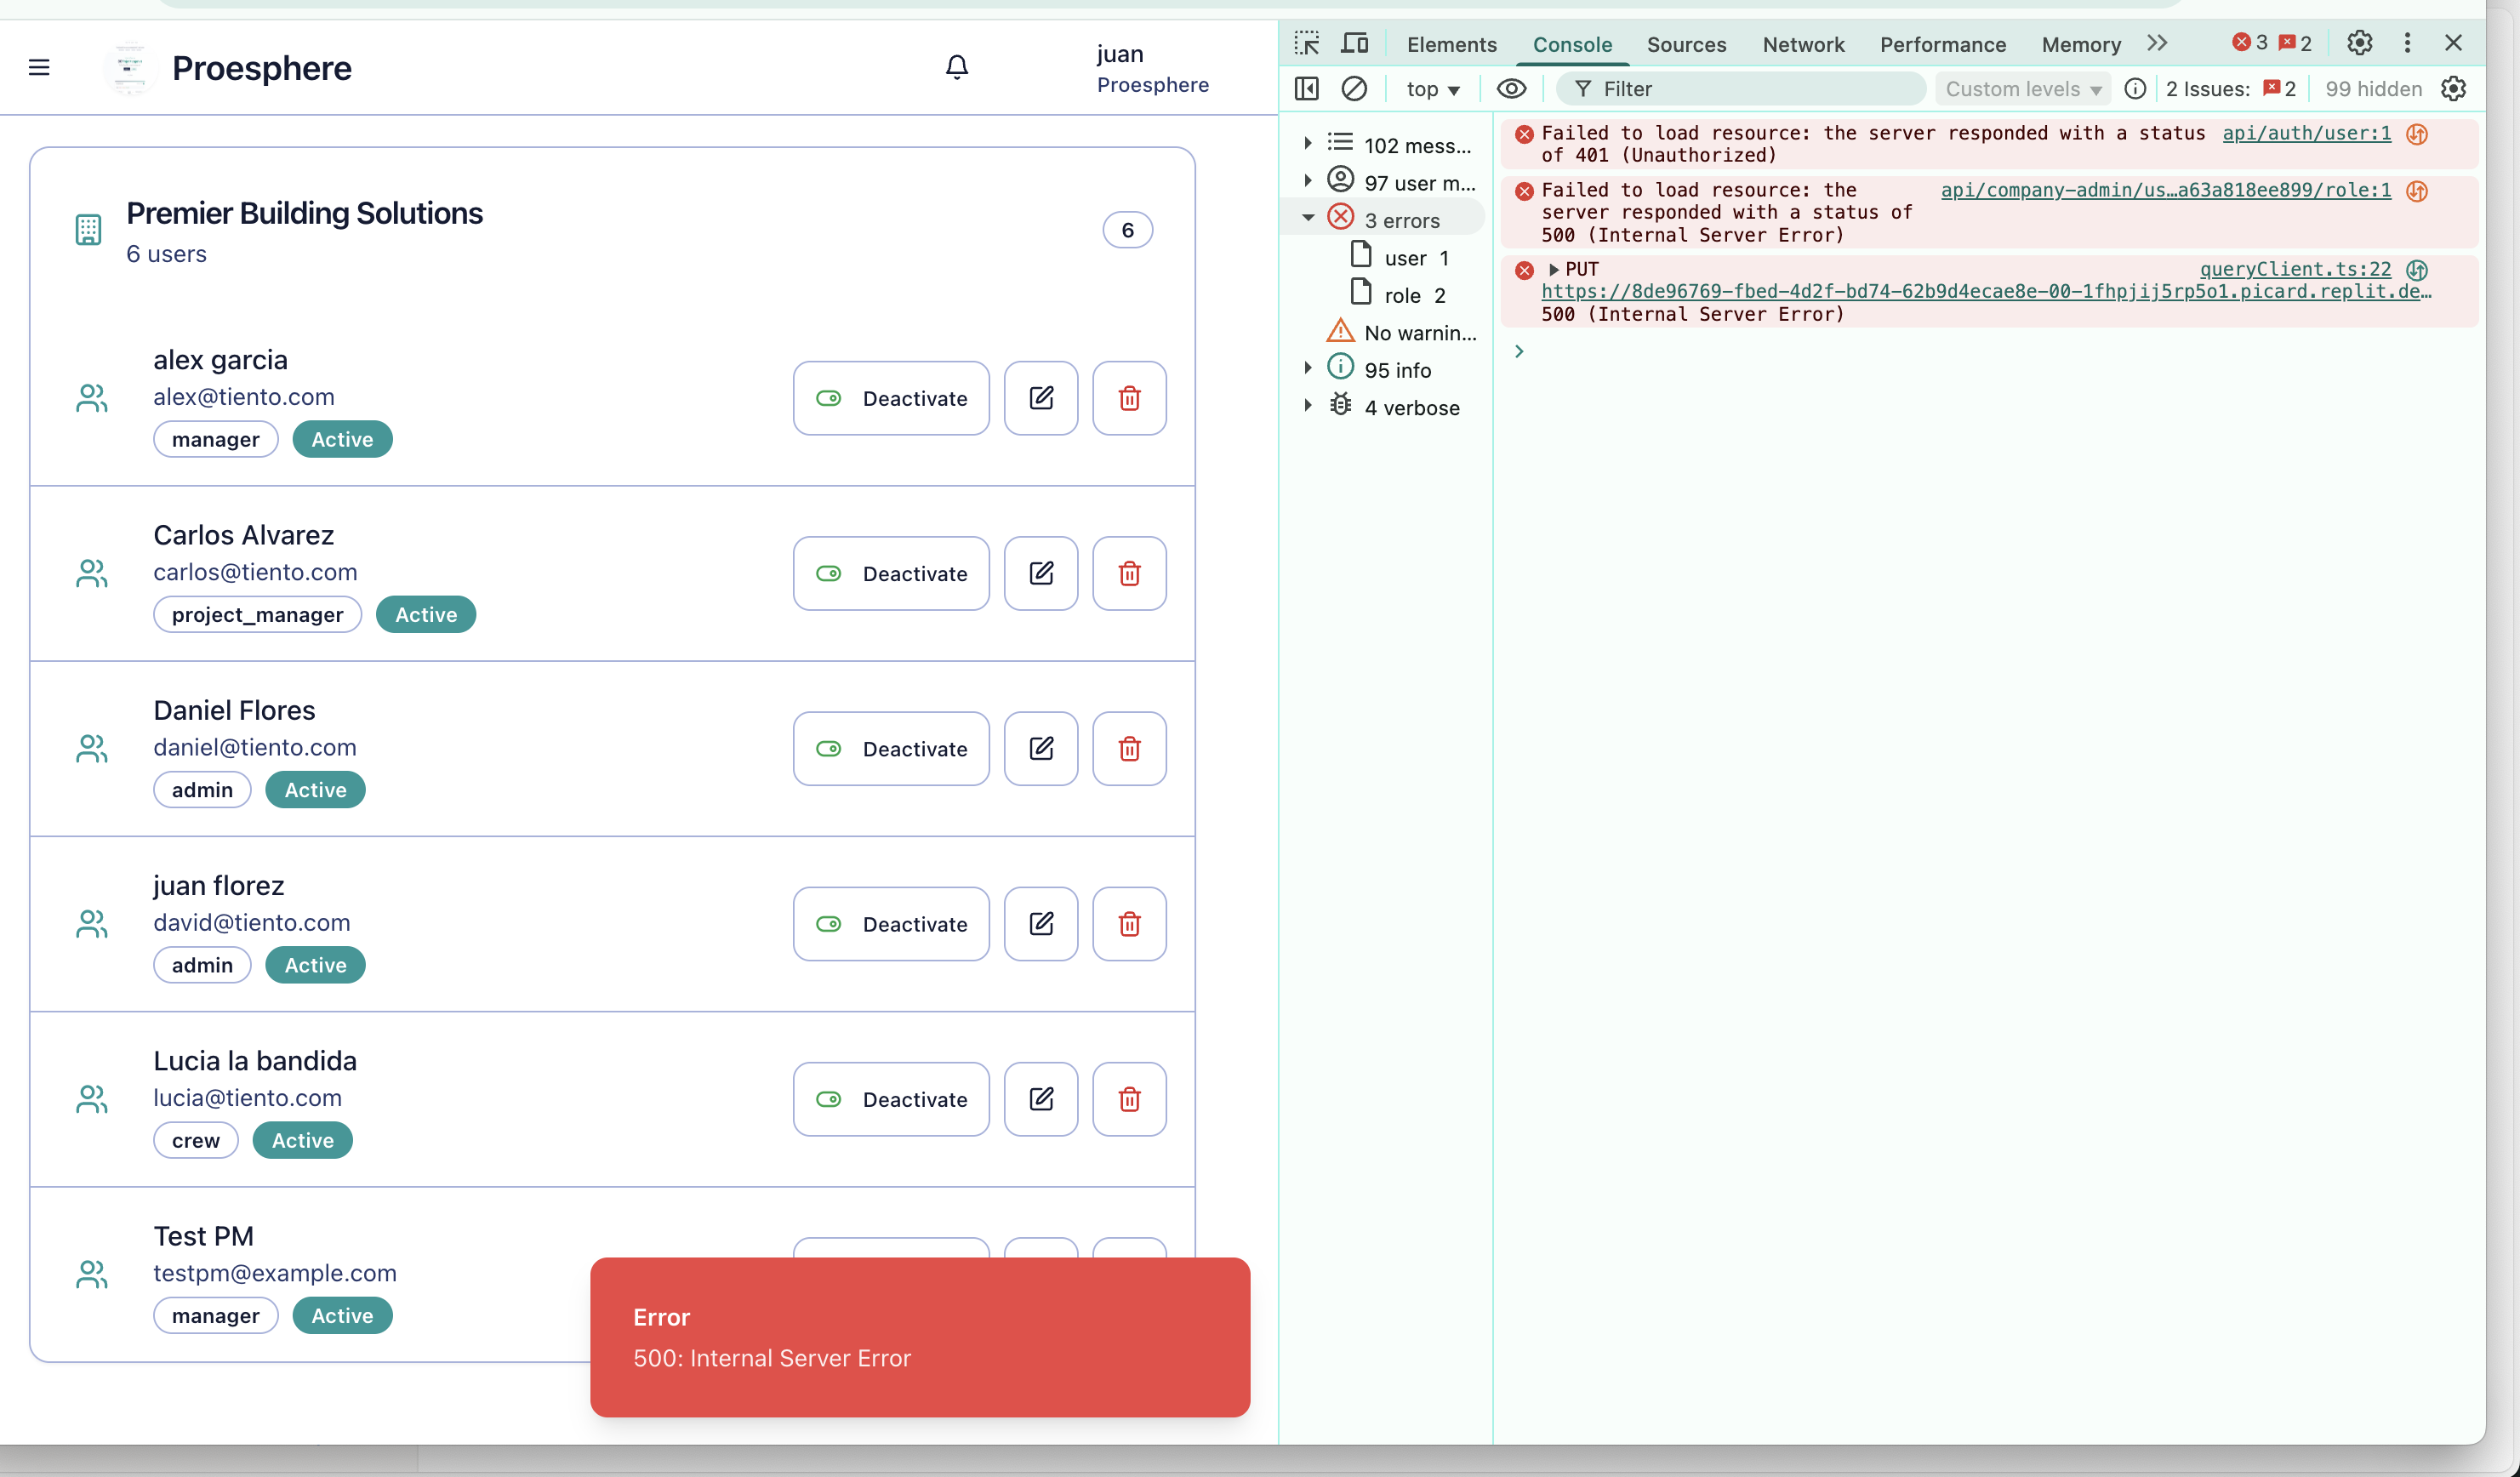 Proesphere
juan
Proesphere
Premier Building Solutions
6 users
6
alex garcia
alex@tiento.com
manager
Active
Deactivate
Carlos Alvarez
carlos@tiento.com
project_manager
Active
Deactivate
Daniel Flores
daniel@tiento.com
admin
Active
Deactivate
juan florez
david@tiento.com
admin
Active
Deactivate
Lucia la bandida
lucia@tiento.com
crew
Active
Deactivate
Test PM
testpm@example.com
manager
Active
Error
500: Internal Server Error
Elements Console Sources Network Performance Memory
3 2
top
Filter
Custom levels
2 Issues: 2
99 hidden
102 mess...
97 user m...
3 errors
user 1
role 2
No warnin...
95 info
4 verbose
Failed to load resource: the server responded with a status api/auth/user:1
of 401 (Unauthorized)
Failed to load resource: the api/company-admin/us…a63a818ee899/role:1
server responded with a status of
500 (Internal Server Error)
PUT queryClient.ts:22
https://8de96769-fbed-4d2f-bd74-62b9d4ecae8e-00-1fhpjij5rp5o1.picard.replit.de…
500 (Internal Server Error)